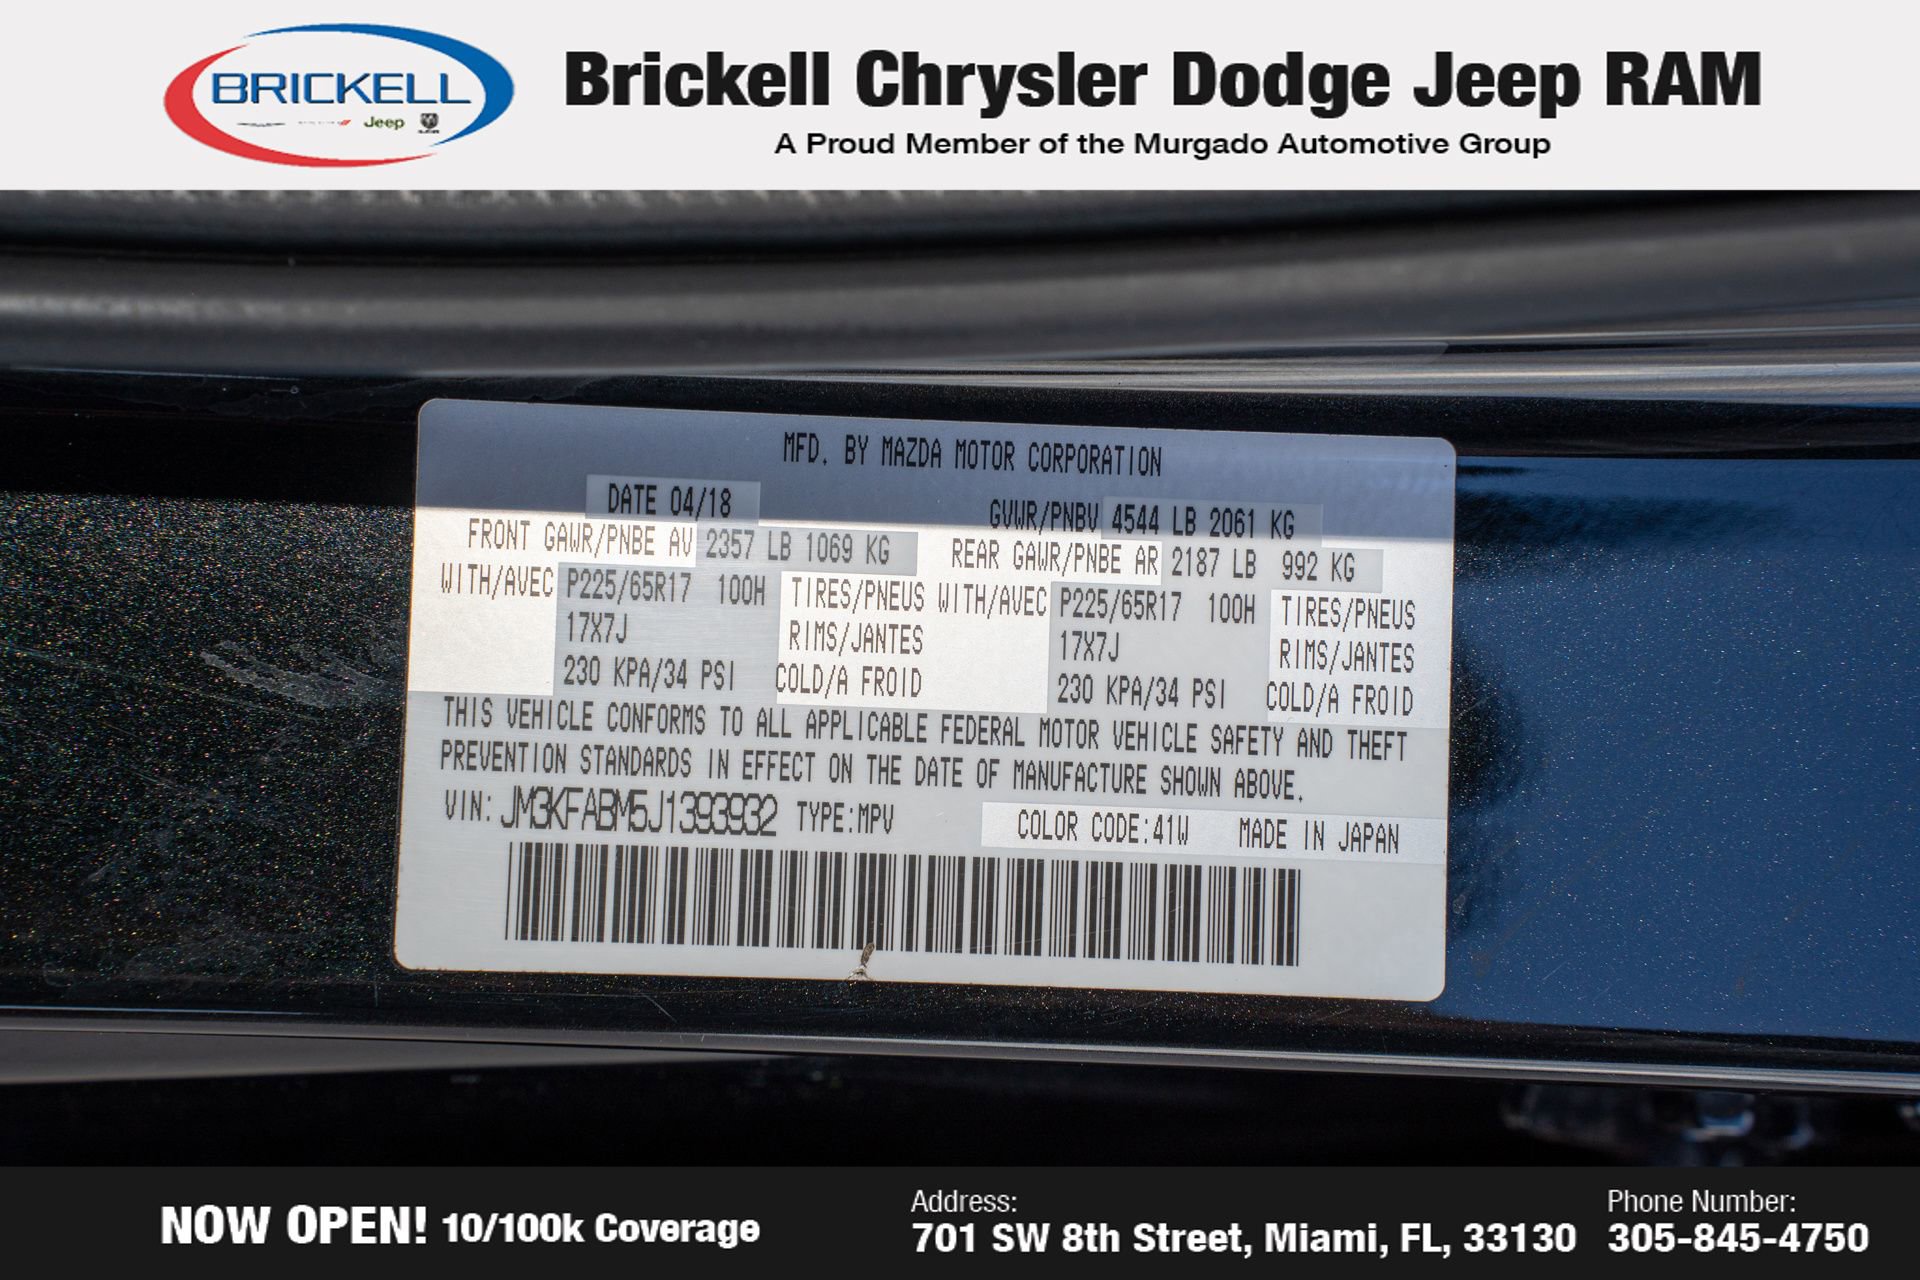 BRICKELL
Jeep
RAM
Brickell Chrysler Dodge Jeep RAM
A Proud Member of the Murgado Automotive Group
MFD. BY MAZDA MOTOR CORPORATION
DATE 04/18 GVWR/PNBV 4544 LB 2061 KG
FRONT GAWR/PNBE AV 2357 LB 1069 KG REAR GAWR/PNBE AR 2187 LB 992 KG
WITH/AVEC P225/65R17 100H TIRES/PNEUS WITH/AVEC P225/65R17 100H TIRES/PNEUS
17X7J RIMS/JANTES 17X7J RIMS/JANTES
230 KPA/34 PSI COLD/A FROID 230 KPA/34 PSI COLD/A FROID
THIS VEHICLE CONFORMS TO ALL APPLICABLE FEDERAL MOTOR VEHICLE SAFETY AND THEFT
PREVENTION STANDARDS IN EFFECT ON THE DATE OF MANUFACTURE SHOWN ABOVE.
VIN: JM3KFABM5J1393932 TYPE:MPV COLOR CODE:41W MADE IN JAPAN
NOW OPEN! 10/100k Coverage
Address:
701 SW 8th Street, Miami, FL, 33130
Phone Number:
305-845-4750